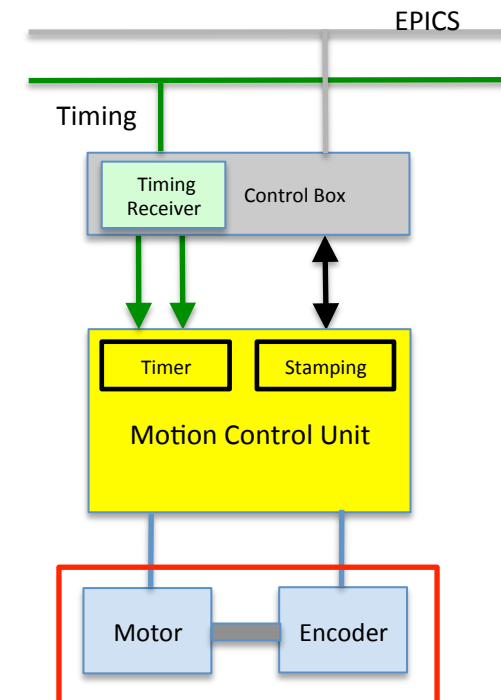 EPICS
Timing
Timing
Receiver
Control Box
Timer
Stamping
Motion Control Unit
Motor
Encoder